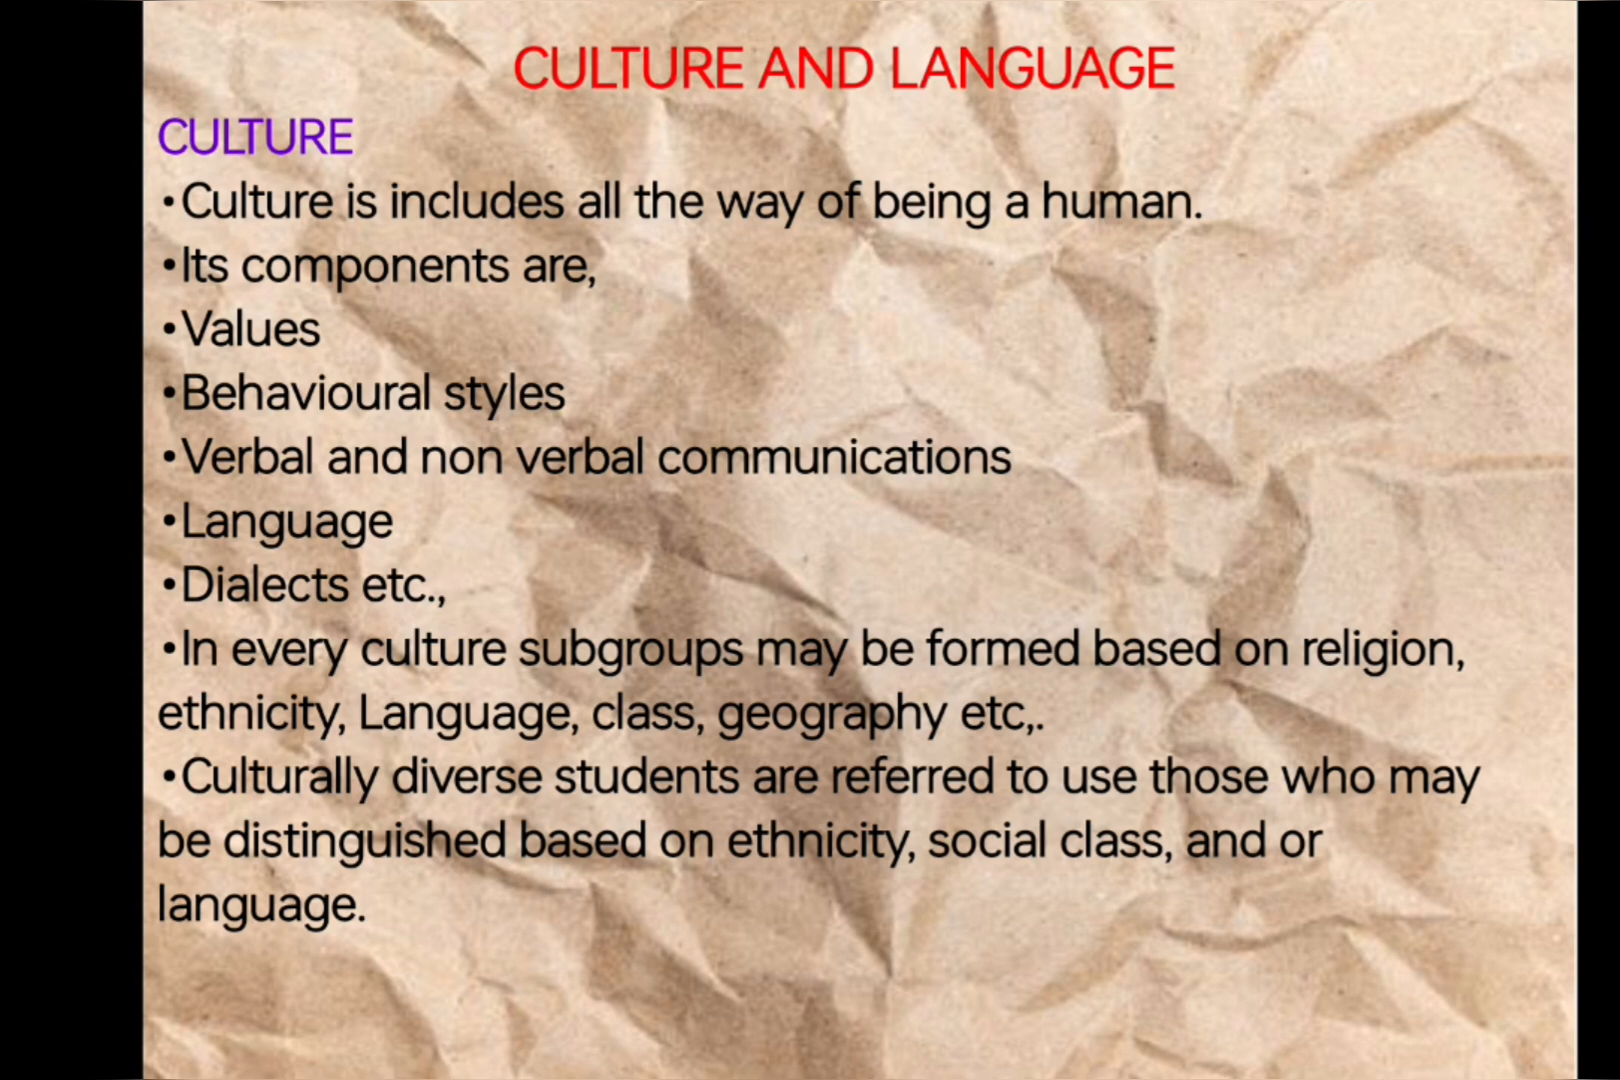 CULTURE AND LANGUAGE
CULTURE
•Culture is includes all the way of being a human.
•Its components are,
•Values
•Behavioural styles
•Verbal and non verbal communications
•Language
•Dialects etc.,
•In every culture subgroups may be formed based on religion,
ethnicity, Language, class, geography etc,.
•Culturally diverse students are referred to use those who may
be distinguished based on ethnicity, social class, and or
language.